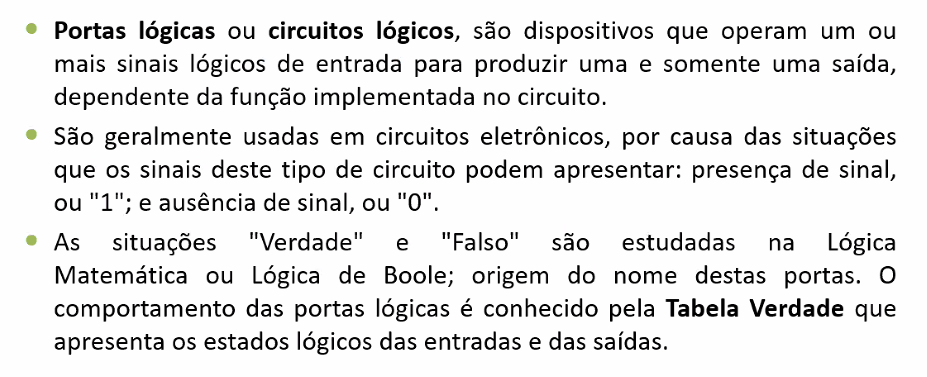 • Portas lógicas ou circuitos lógicos, são dispositivos que operam um ou
mais sinais lógicos de entrada para produzir uma e somente uma saída,
dependente da função implementada no circuito.
• São geralmente usadas em circuitos eletrônicos, por causa das situações
que os sinais deste tipo de circuito podem apresentar: presença de sinal,
ou "1"; e ausência de sinal, ou "0".
• As situações "Verdade" e "Falso" são estudadas na Lógica
Matemática ou Lógica de Boole; origem do nome destas portas. O
comportamento das portas lógicas é conhecido pela Tabela Verdade que
apresenta os estados lógicos das entradas e das saídas.